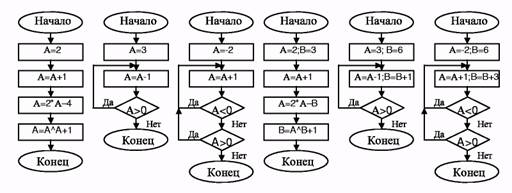 Начало Начало Начало Начало Начало Начало
A=2 A=3 A=-2 A=2;B=3 A=3; B=6 A=-2;B=6
A=A+1 A=A-1 A=A+1 A=A+1 A=A-1;B=B+1 A=A+1;B=B+3
A=2*A-4 Да A>0 Да A<0 A=2*A-B Да A>0 Да A<0
Нет Нет Нет Нет
A=A^A+1 Конец Да A>0 B=A^B+1 Конец Да A>0
Нет Нет
Конец Конец Конец Конец